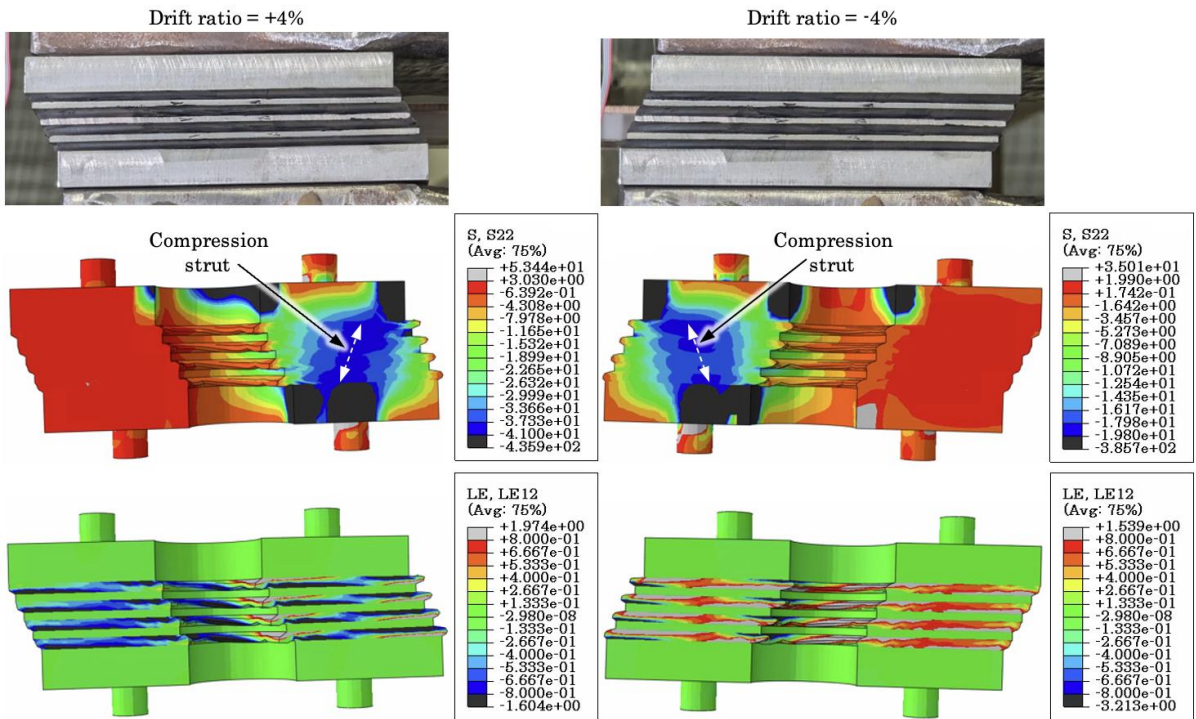 Drift ratio = +4%
Drift ratio = -4%
Compression
strut
S, S22
(Avg: 75%)
+5.344e+01
+3.030e+00
-6.392e-01
-4.308e+00
-7.978e+00
-1.165e+01
-1.532e+01
-1.899e+01
-2.265e+01
-2.632e+01
-2.999e+01
-3.366e+01
-3.733e+01
-4.100e+01
-4.359e+02
Compression
strut
S, S22
(Avg: 75%)
+3.501e+01
+1.990e+00
+1.742e-01
-1.642e+00
-3.457e+00
-5.273e+00
-7.089e+00
-8.905e+00
-1.072e+01
-1.254e+01
-1.435e+01
-1.617e+01
-1.798e+01
-1.980e+01
-3.857e+02
LE, LE12
(Avg: 75%)
+1.974e+00
+8.000e-01
+6.667e-01
+5.333e-01
+4.000e-01
+2.667e-01
+1.333e-01
-2.980e-08
-1.333e-01
-2.667e-01
-4.000e-01
-5.333e-01
-6.667e-01
-8.000e-01
-1.604e+00
LE, LE12
(Avg: 75%)
+1.539e+00
+8.000e-01
+6.667e-01
+5.333e-01
+4.000e-01
+2.667e-01
+1.333e-01
-2.980e-08
-1.333e-01
-2.667e-01
-4.000e-01
-5.333e-01
-6.667e-01
-8.000e-01
-3.213e+00